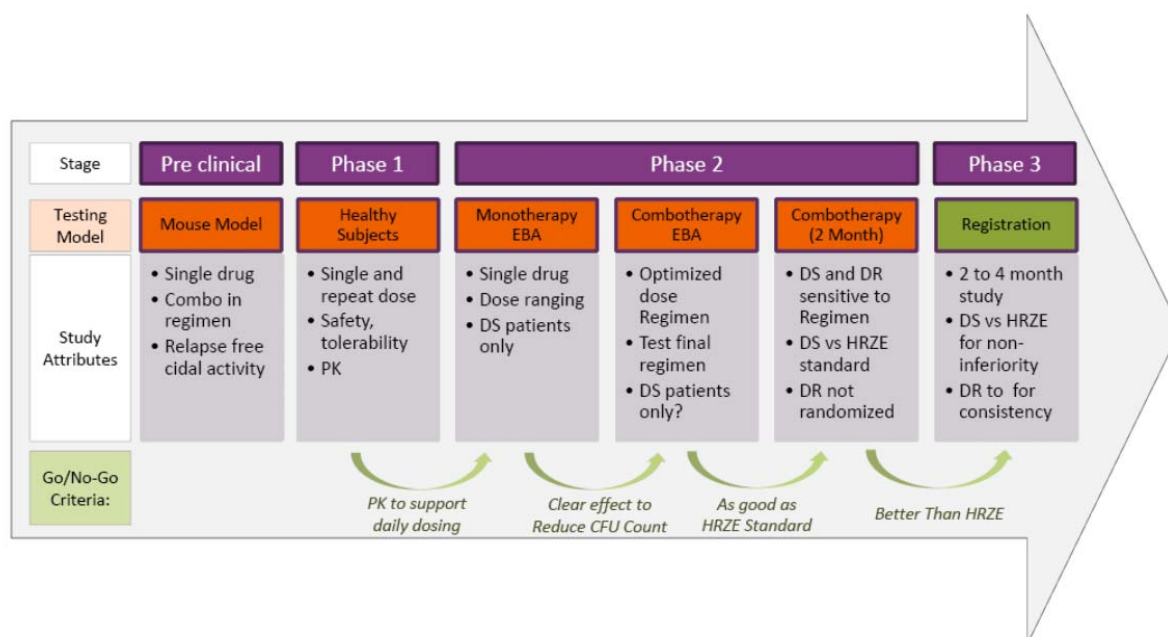 Stage
Pre clinical
Phase 1
Phase 2
Phase 3
Testing
Model
Mouse Model
Healthy
Subjects
Monotherapy
EBA
Combotherapy
EBA
Combotherapy
(2 Month)
Registration
Study
Attributes
• Single drug
• Combo in
regimen
• Relapse free
cidal activity
• Single and
repeat dose
• Safety,
tolerability
• PK
• Single drug
• Dose ranging
• DS patients
only
• Optimized
dose
Regimen
• Test final
regimen
• DS patients
only?
• DS and DR
sensitive to
Regimen
• DS vs HRZE
standard
• DR not
randomized
• 2 to 4 month
study
• DS vs HRZE
for non-
inferiority
• DR to for
consistency
Go/No-Go
Criteria:
PK to support
daily dosing
Clear effect to
Reduce CFU Count
As good as
HRZE Standard
Better Than HRZE